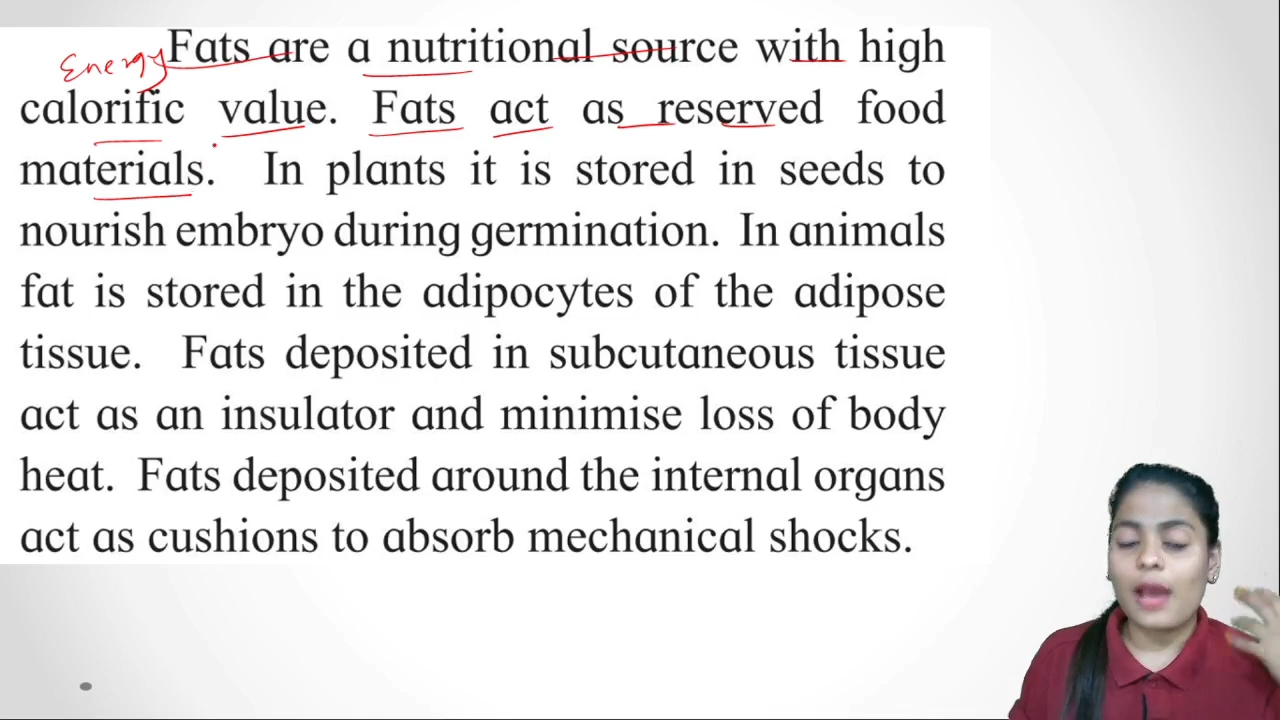 Energy Fats are a nutritional source with high
calorific value. Fats act as reserved food
materials. In plants it is stored in seeds to
nourish embryo during germination. In animals
fat is stored in the adipocytes of the adipose
tissue. Fats deposited in subcutaneous tissue
act as an insulator and minimise loss of body
heat. Fats deposited around the internal organs
act as cushions to absorb mechanical shocks.